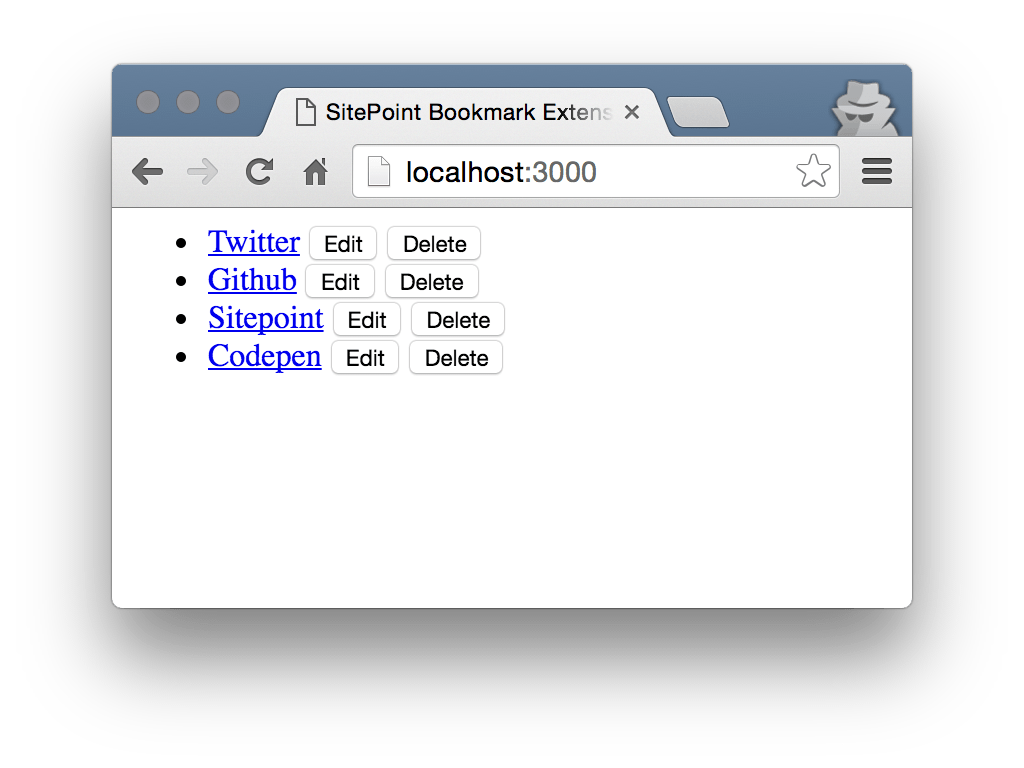 SitePoint Bookmark Extens
localhost:3000
Twitter Edit Delete
Github Edit Delete
Sitepoint Edit Delete
Codepen Edit Delete